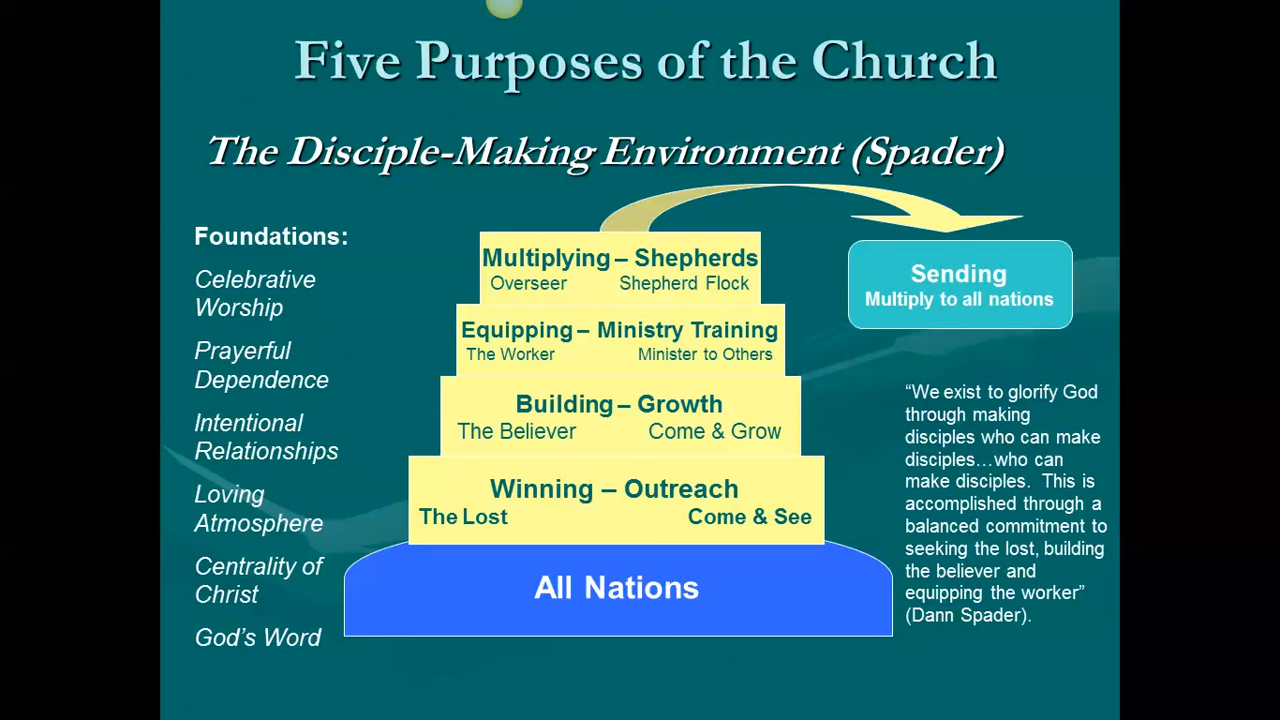 Five Purposes of the Church
The Disciple-Making Environment (Spader)
Foundations:
Celebrative
Worship
Prayerful
Dependence
Intentional
Relationships
Loving
Atmosphere
Centrality of
Christ
God's Word
Multiplying – Shepherds
Overseer Shepherd Flock
Equipping – Ministry Training
The Worker Minister to Others
Building – Growth
The Believer Come & Grow
Winning – Outreach
The Lost Come & See
All Nations
Sending
Multiply to all nations
“We exist to glorify God
through making
disciples who can make
disciples…who can
make disciples. This is
accomplished through a
balanced commitment to
seeking the lost, building
the believer and
equipping the worker”
(Dann Spader).